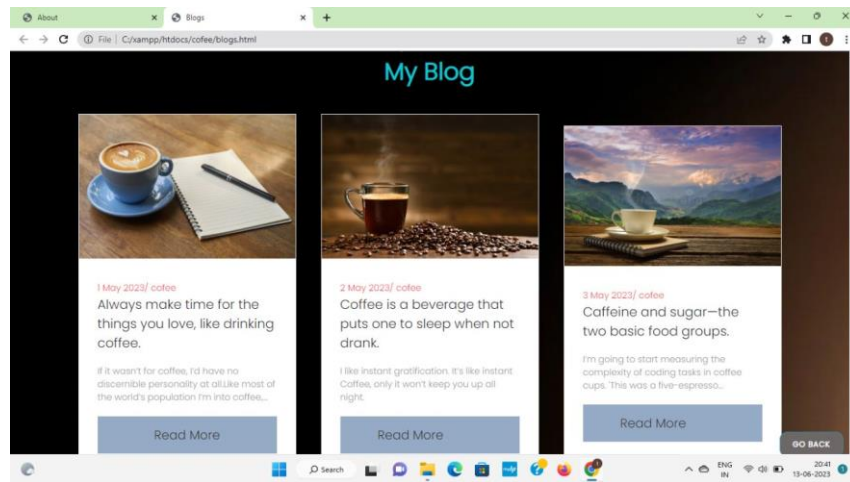 About
Blogs
File
C:/xampp/htdocs/cofee/blogs.html
My Blog
1 May 2023/ cofee
Always make time for the
things you love, like drinking
coffee.
If it wasn't for coffee, I'd have no
discernible personality at all.Like most of
the world's population I'm into coffee,...
Read More
2 May 2023/ cofee
Coffee is a beverage that
puts one to sleep when not
drank.
I like instant gratification. It's like instant
Coffee, only it won't keep you up all
night.
Read More
3 May 2023/ cofee
Caffeine and sugar—the
two basic food groups.
I'm going to start measuring the
complexity of coding tasks in coffee
cups. 'This was a five-espresso...
Read More
GO BACK
Search
ENG
IN
20:41
13-06-2023